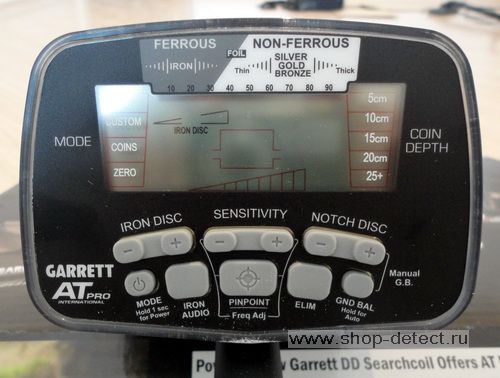 FERROUS
FOIL
NON-FERROUS
IRON
Thin
SILVER
GOLD
BRONZE
Thick
10 20 30 40 50 60 70 80 90
MODE
CUSTOM
COINS
ZERO
IRON DISC
5cm
10cm
15cm
20cm
25+
COIN
DEPTH
IRON DISC
SENSITIVITY
NOTCH DISC
GARRETT
AT PRO
INTERNATIONAL
MODE
Hold 1 sec
for Power
IRON
AUDIO
PINPOINT
Freq Adj
ELIM
GND BAL
Hold for
Auto
Manual
G.B.
www.shop-detect.ru
Garrett DD Searchcoil Offers AT